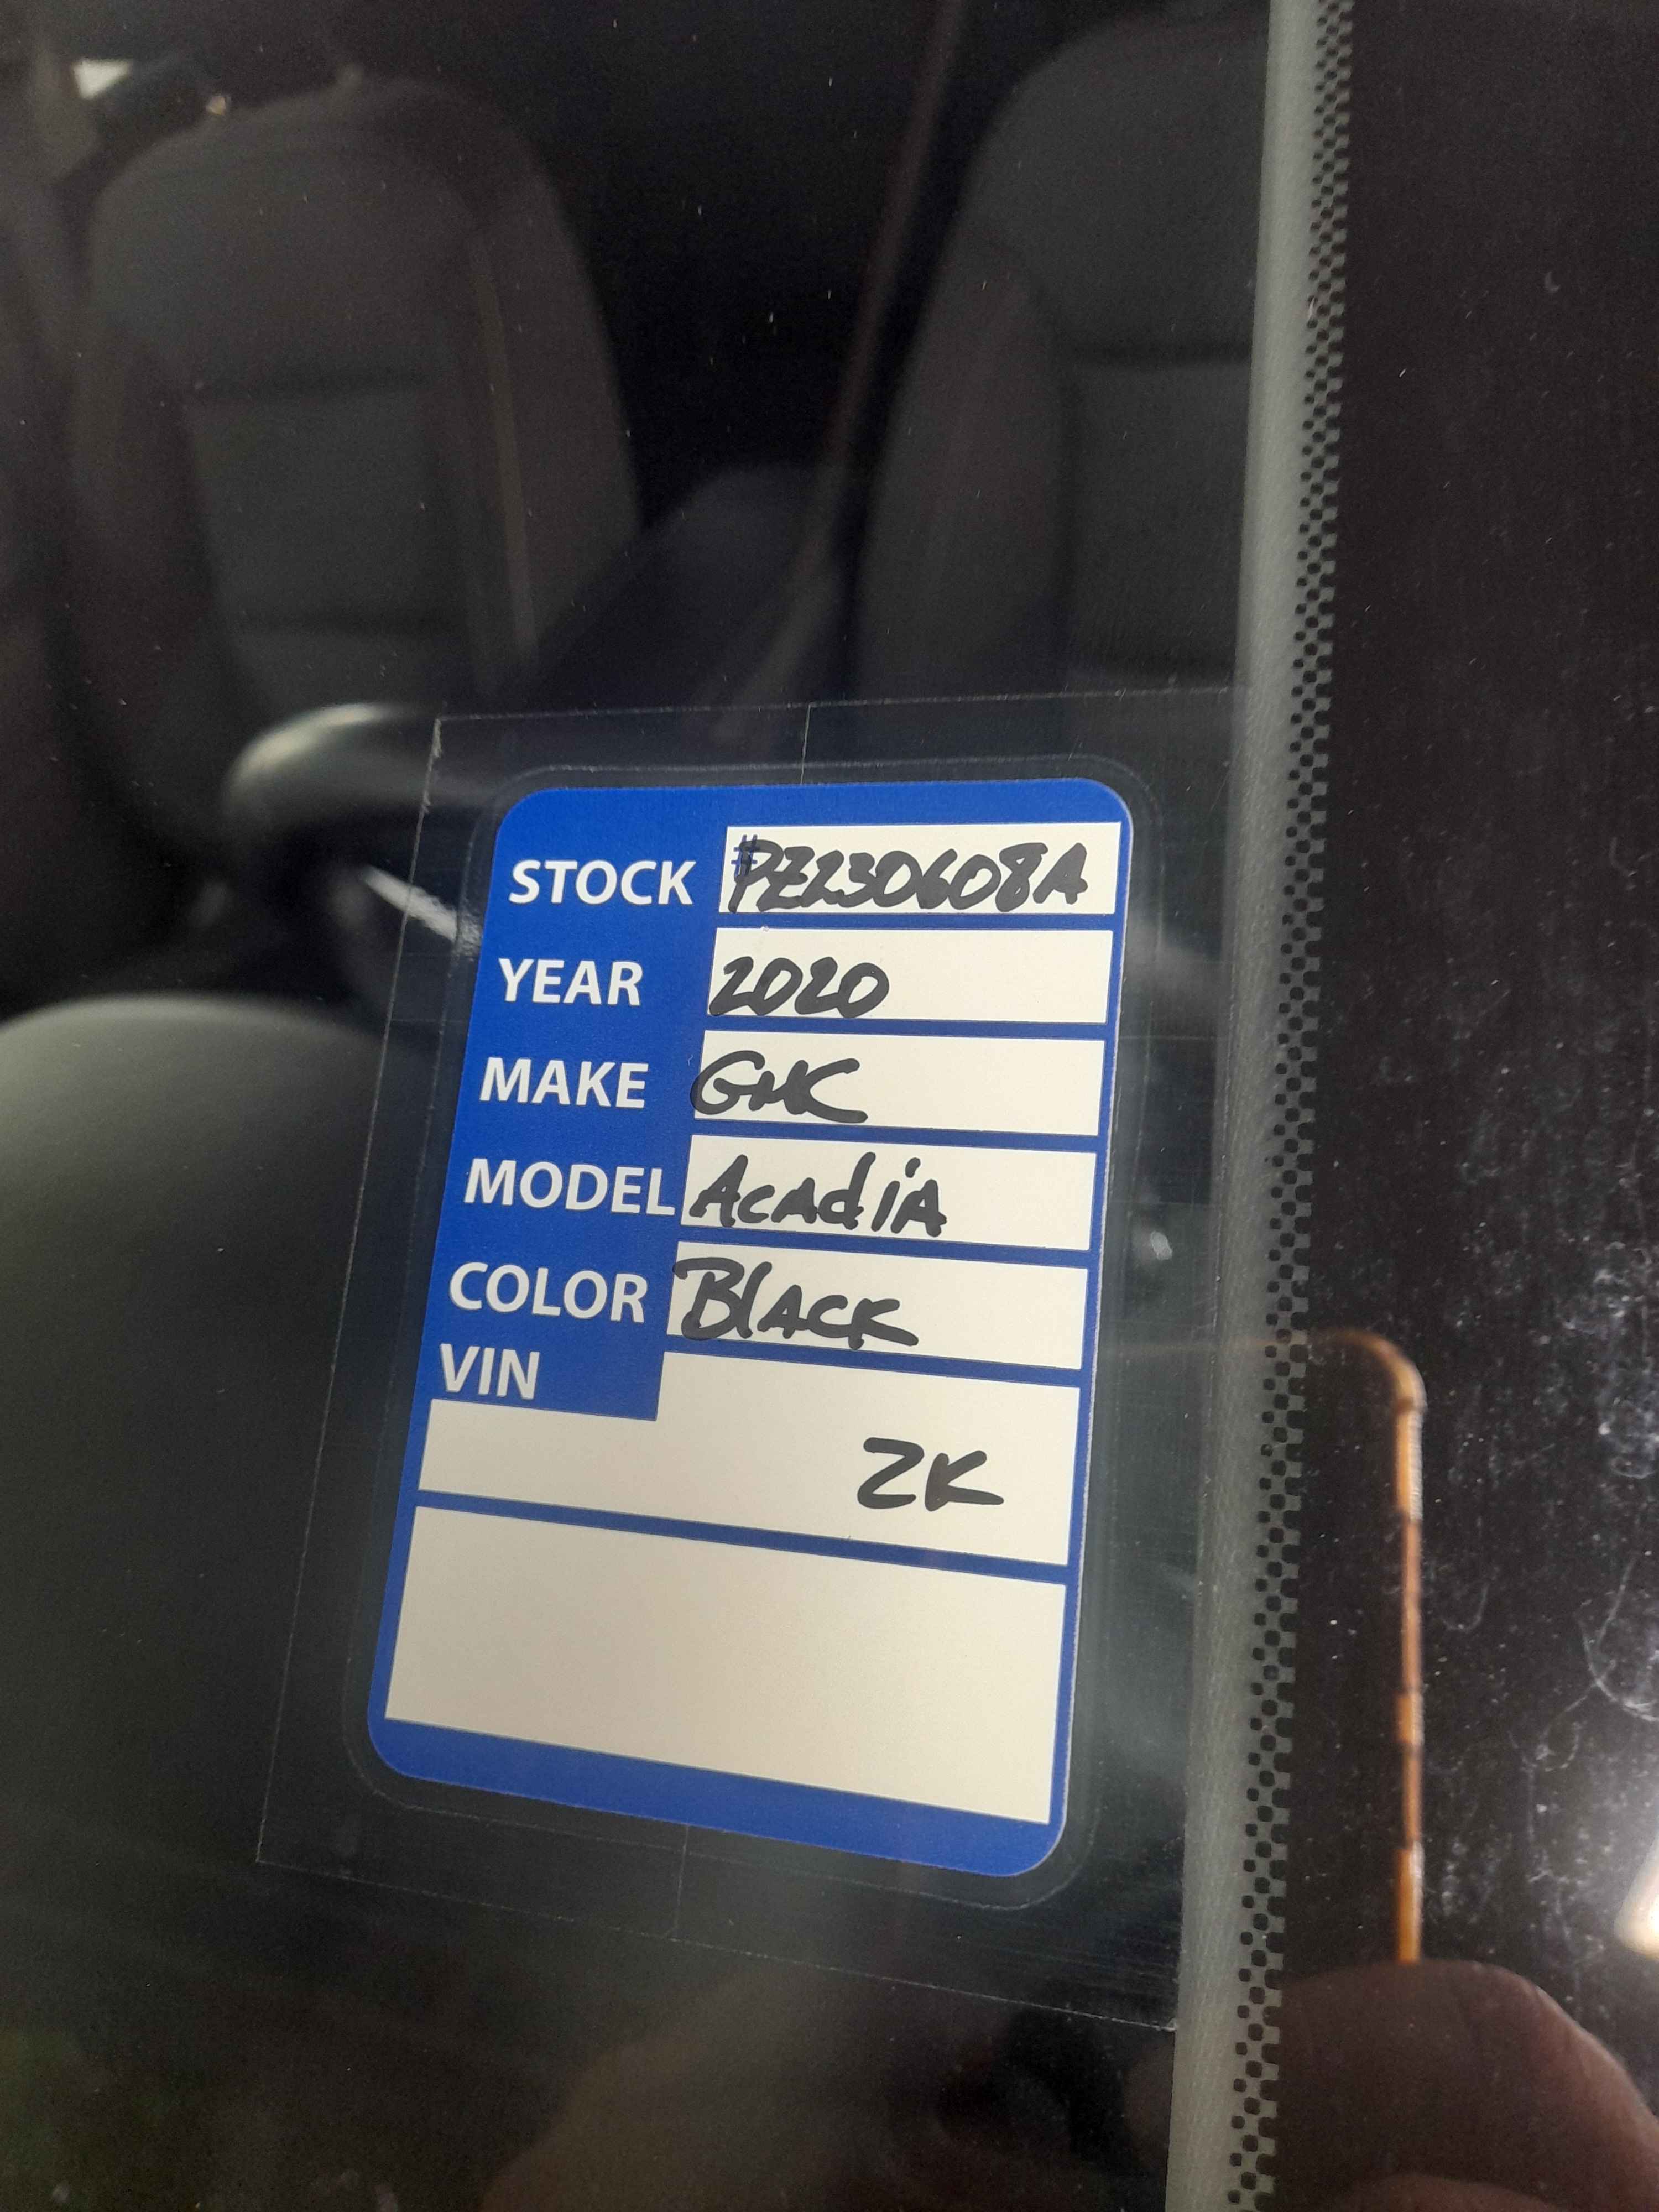 STOCK #PZ230608A
YEAR 2020
MAKE GMC
MODEL Acadia
COLOR Black
VIN
ZK